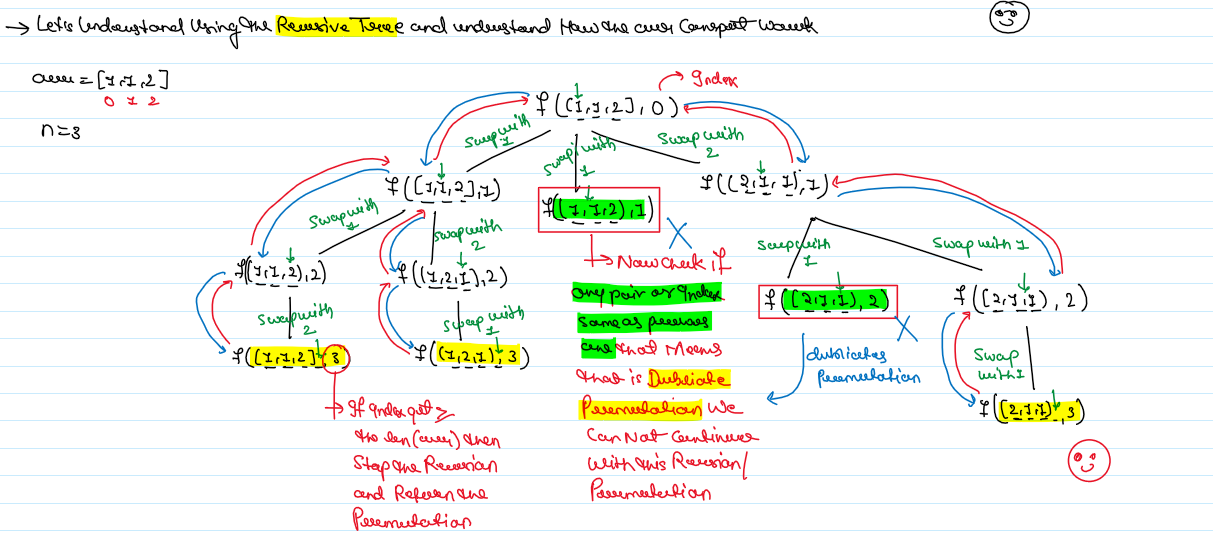 → Let's Understand Using the Recursive Tree and understand How the our Concept Work
arr = [1,1,2]
0 1 2
n=3
→ Index
f([1,1,2],0)
swap with 1
swap with 1
swap with 2
f([1,1,2],1)
f([1,1,2],1)
f([2,1,1],1)
swap with 1
swap with 2
swap with 1
swap with 1
f([1,1,2],2)
f([1,2,1],2)
f([2,1,1],2)
f([2,1,1],2)
swap with 2
swap with 1
Swap with 1
f([1,1,2],3)
f([1,2,1],3)
f([2,1,1],3)
→ Now check if
any pair or Index
same as previous
one that Means
that is Dublicate
Permutation We
Can Not Continue
With this Recursion/
Permutation
dublicates
Permutation
→ If Index get ≥
the len(arr) then
Stop the Recursion
and Return the
Permutation